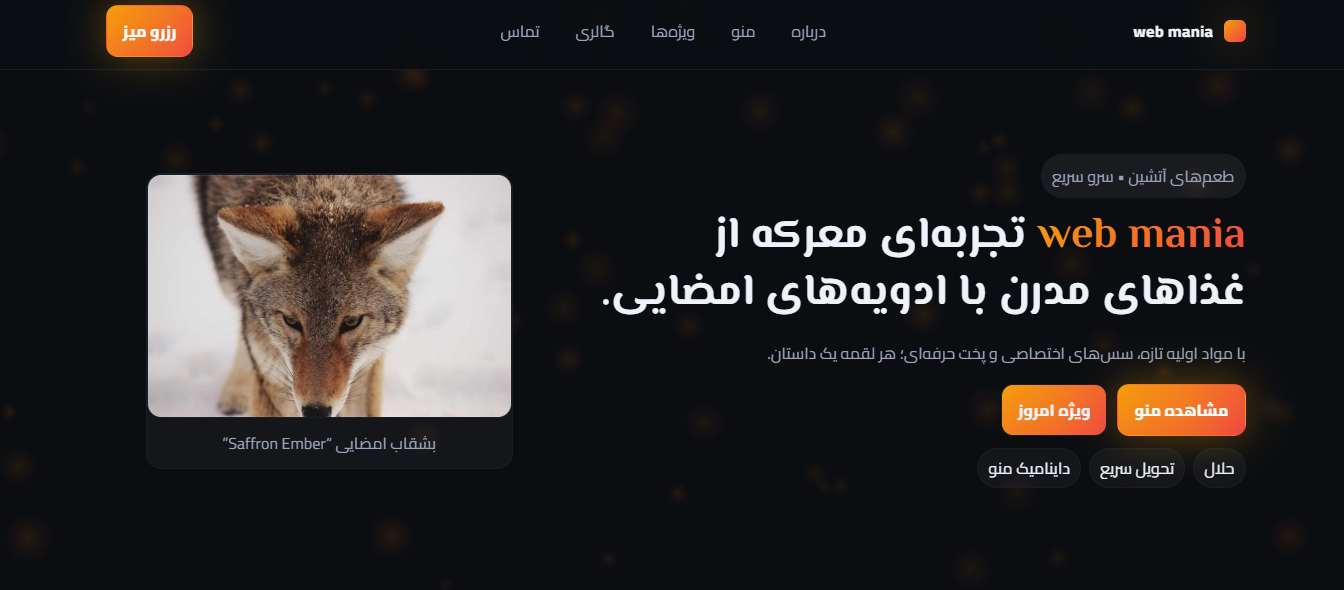 web mania
درباره
منو
ویژه‌ها
گالری
تماس
رزرو میز
طعم‌های آتشین • سرو سریع
web mania تجربه‌ای معرکه از
غذاهای مدرن با ادویه‌های امضایی.
با مواد اولیه تازه، سس‌های اختصاصی و پخت حرفه‌ای؛ هر لقمه یک داستان.
مشاهده منو
ویژه امروز
حلال
تحویل سریع
داینامیک منو
بشقاب امضایی “Saffron Ember”